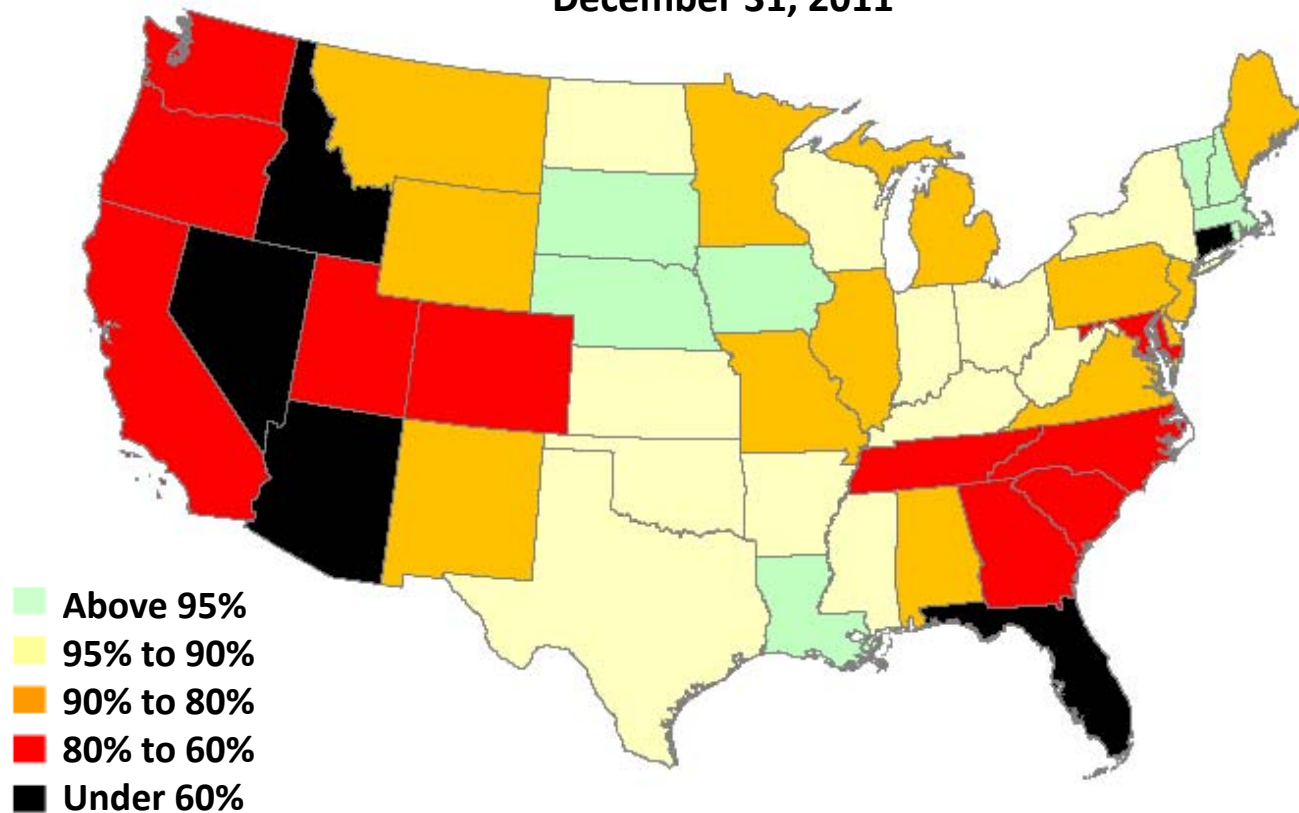 December 31, 2011
Above 95%
95% to 90%
90% to 80%
80% to 60%
Under 60%